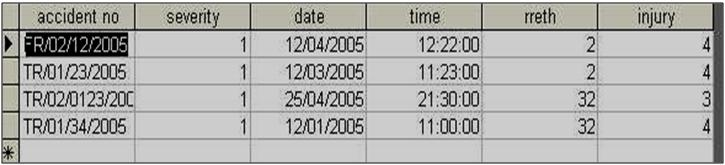 accident no severity date time rreth injury
FR/02/12/2005 1 12/04/2005 12:22:00 2 4
TR/01/23/2005 1 12/03/2005 11:23:00 2 4
TR/02/0123/200 1 25/04/2005 21:30:00 32 3
TR/01/34/2005 1 12/01/2005 11:00:00 32 4